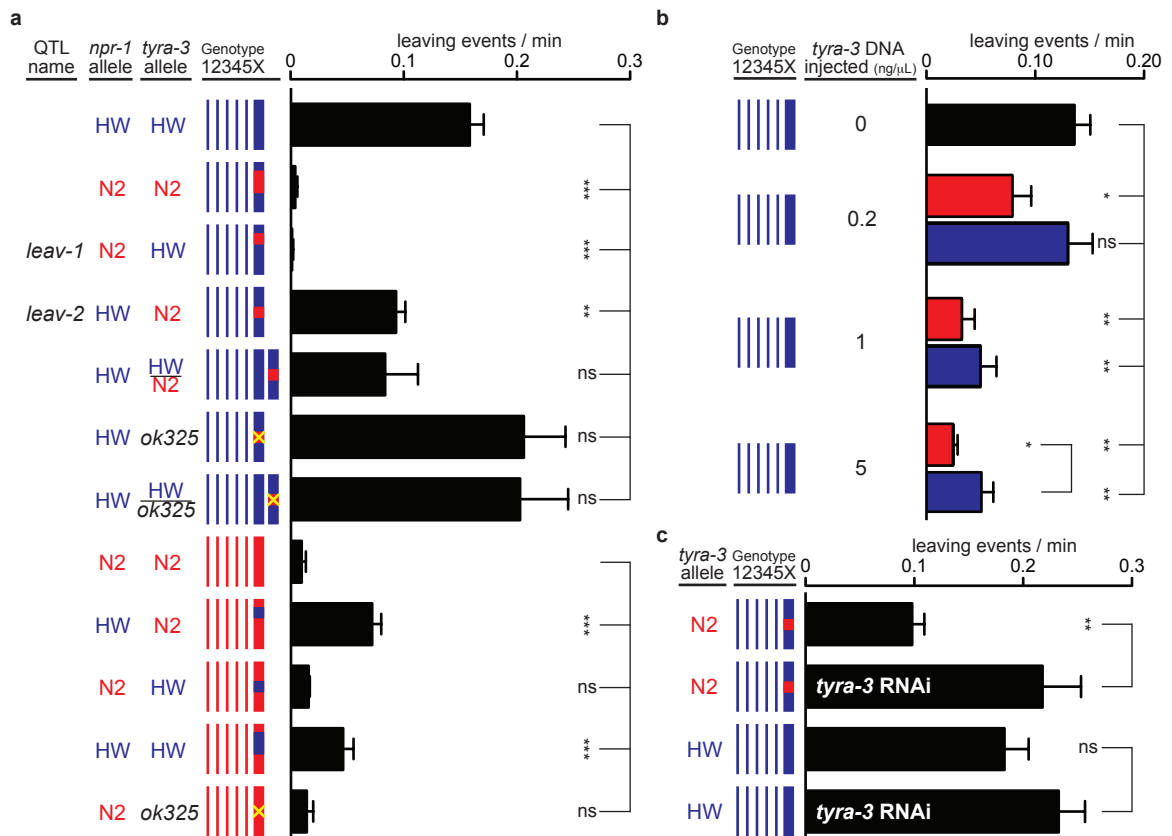 a
QTL name npr-1 allele tyra-3 allele Genotype 12345X
leaving events / min
0 0.1 0.2 0.3
HW HW
N2 N2 ***
leav-1 N2 HW ***
leav-2 HW N2 **
HW HW/N2 ns
HW ok325 ns
HW HW/ok325 ns
N2 N2
HW N2 ***
N2 HW ns
HW HW ***
N2 ok325 ns
b
Genotype 12345X tyra-3 DNA injected (ng/μL)
leaving events / min
0 0.10 0.20
0
0.2 *
ns
1 **
**
5 * **
**
c
tyra-3 allele Genotype 12345X
leaving events / min
0 0.1 0.2 0.3
N2 **
N2 tyra-3 RNAi
HW ns
HW tyra-3 RNAi